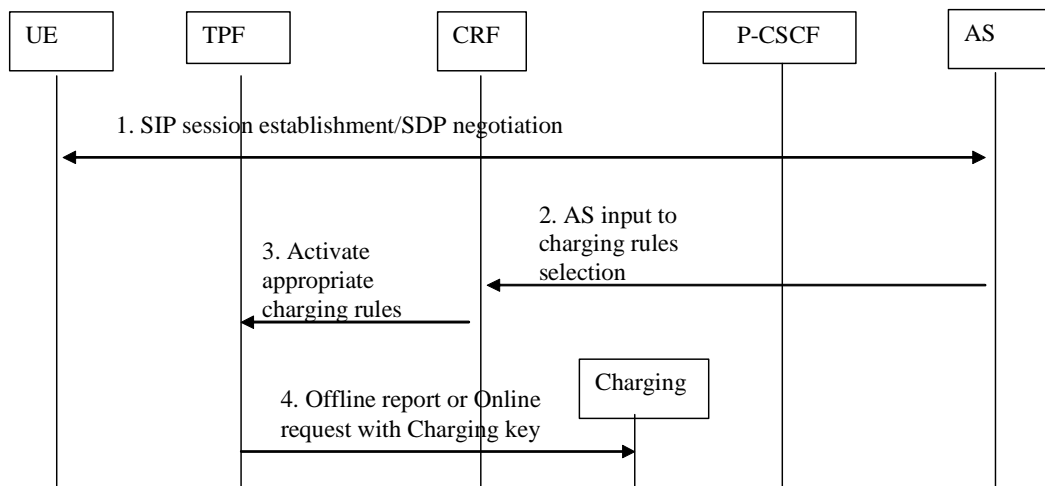 UE
TPF
CRF
P-CSCF
AS
1. SIP session establishment/SDP negotiation
2. AS input to
charging rules
selection
3. Activate
appropriate
charging rules
Charging
4. Offline report or Online
request with Charging key